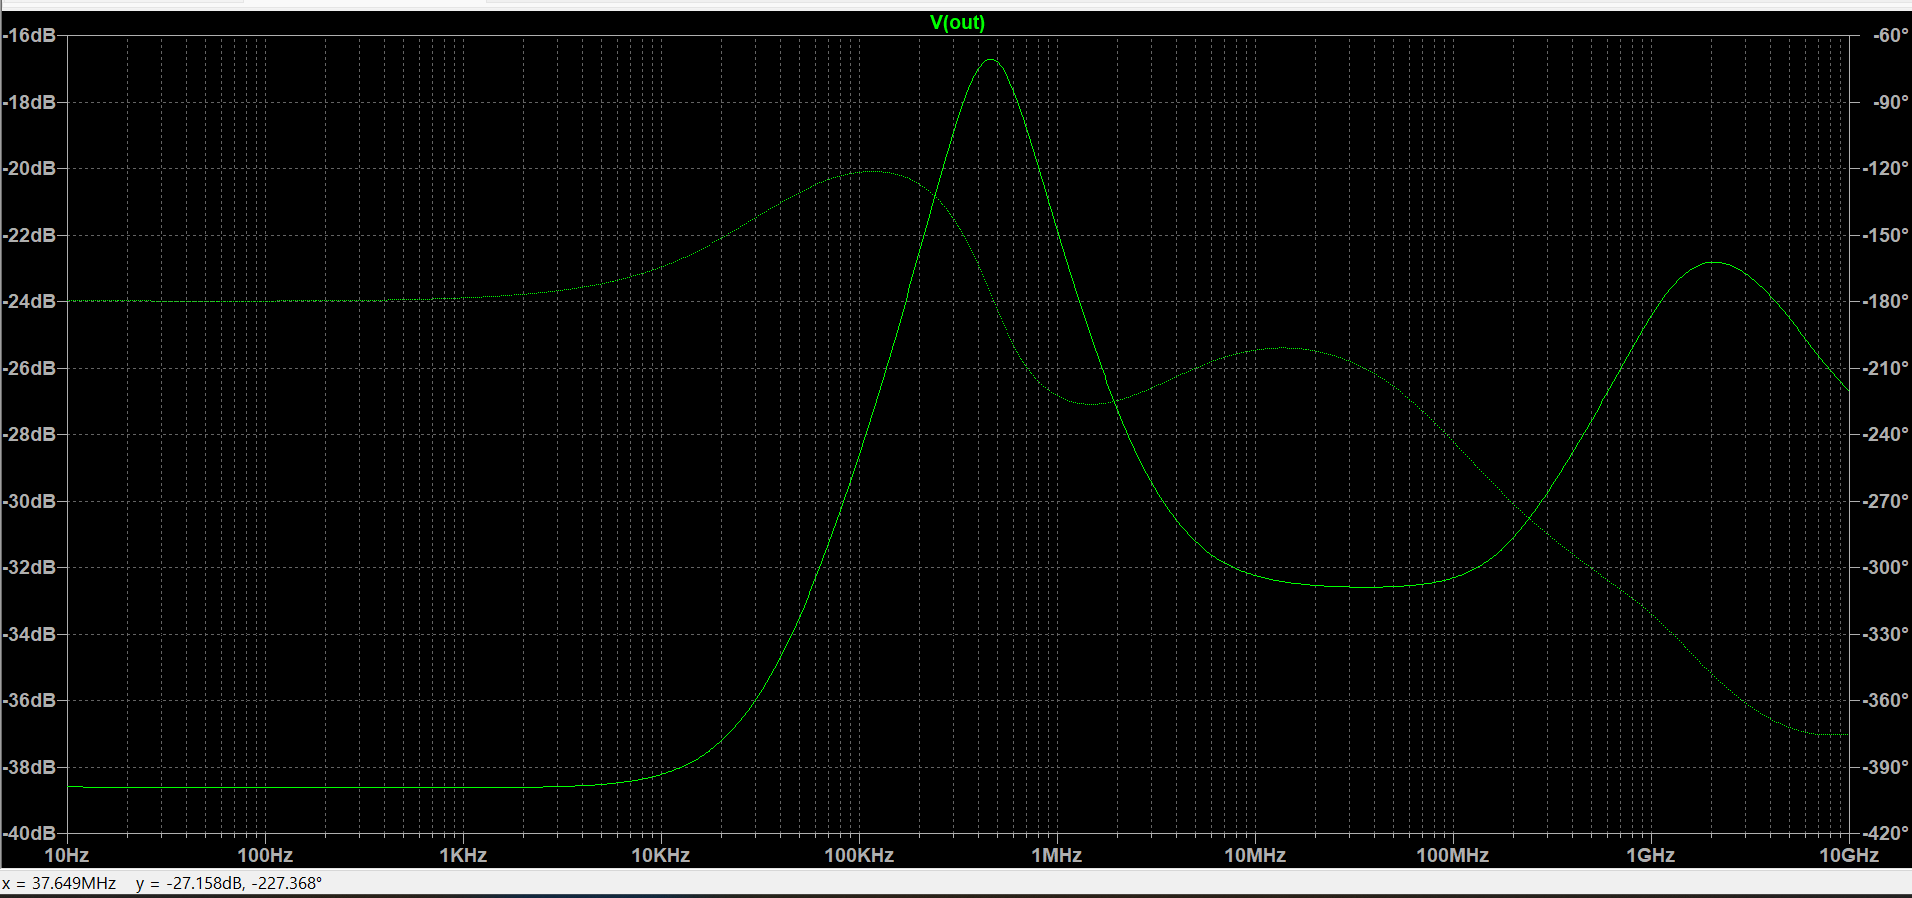 V(out)
-16dB
-18dB
-20dB
-22dB
-24dB
-26dB
-28dB
-30dB
-32dB
-34dB
-36dB
-38dB
-40dB
-60°
-90°
-120°
-150°
-180°
-210°
-240°
-270°
-300°
-330°
-360°
-390°
-420°
10Hz 100Hz 1KHz 10KHz 100KHz 1MHz 10MHz 100MHz 1GHz 10GHz
x = 37.649MHz y = -27.158dB, -227.368°